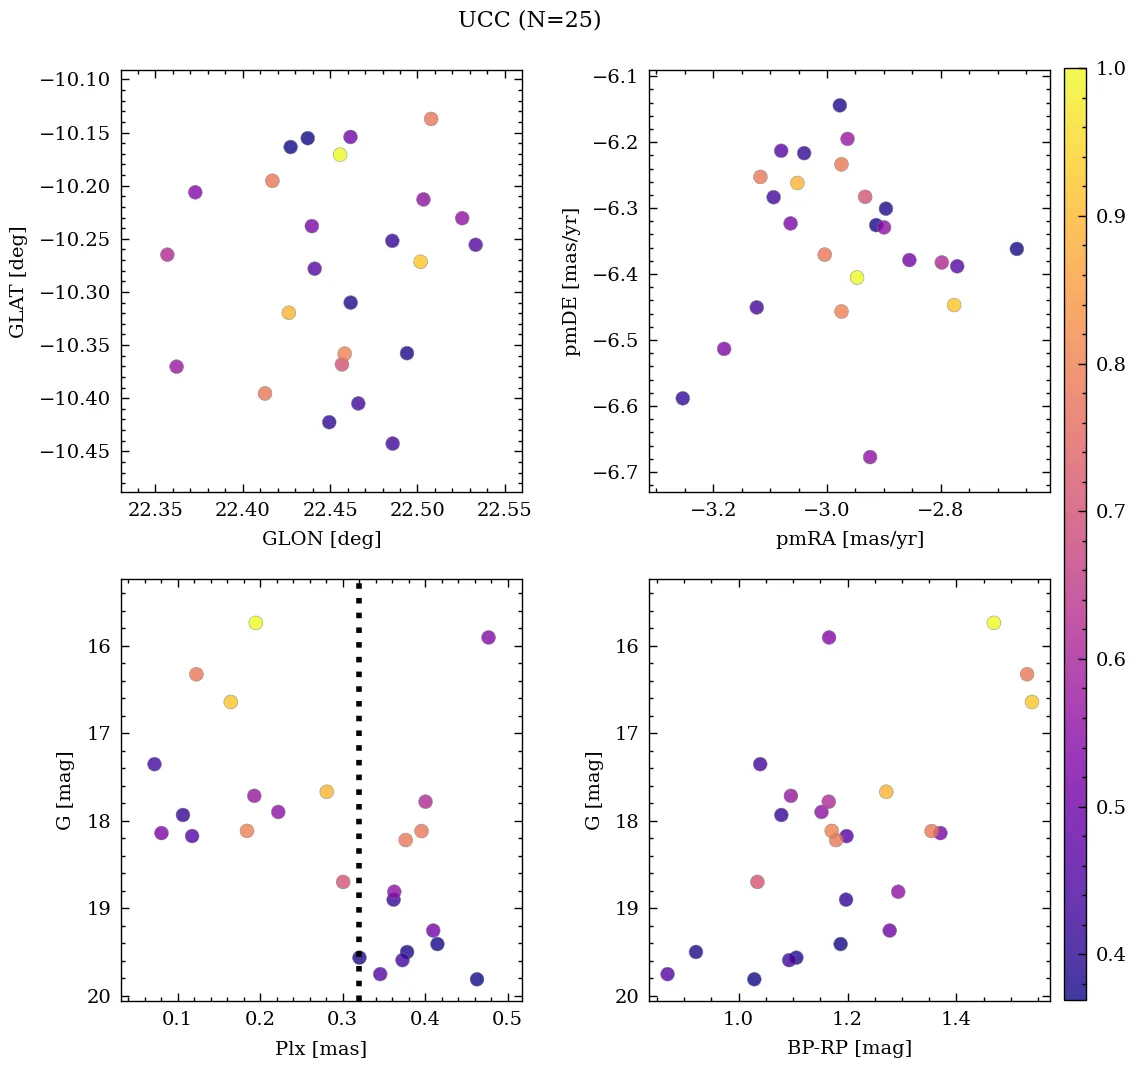 UCC (N=25)
−10.10
−10.15
−10.20
−10.25
−10.30
−10.35
−10.40
−10.45
GLAT [deg]
22.35 22.40 22.45 22.50 22.55
GLON [deg]
−6.1
−6.2
−6.3
−6.4
−6.5
−6.6
−6.7
pmDE [mas/yr]
−3.2 −3.0 −2.8
pmRA [mas/yr]
16
17
18
19
20
G [mag]
0.1 0.2 0.3 0.4 0.5
Plx [mas]
16
17
18
19
20
G [mag]
1.0 1.2 1.4
BP-RP [mag]
1.0
0.9
0.8
0.7
0.6
0.5
0.4